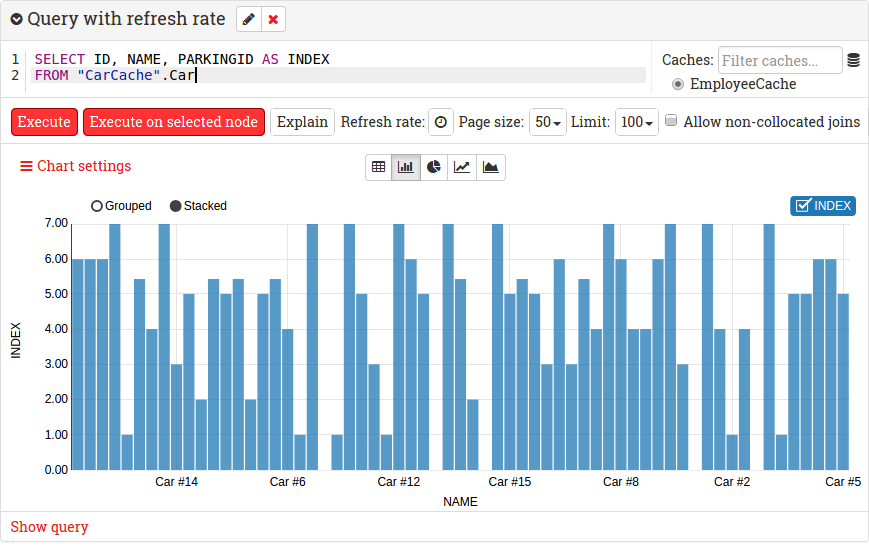 Query with refresh rate
1 SELECT ID, NAME, PARKINGID AS INDEX
2 FROM "CarCache".Car
Caches: Filter caches...
EmployeeCache
Execute Execute on selected node Explain Refresh rate: Page size: 50 Limit: 100 Allow non-collocated joins
Chart settings
Grouped Stacked INDEX
7.00
6.00
5.00
4.00
3.00
2.00
1.00
0.00
INDEX
Car #14 Car #6 Car #12 Car #15 Car #8 Car #2 Car #5
NAME
Show query